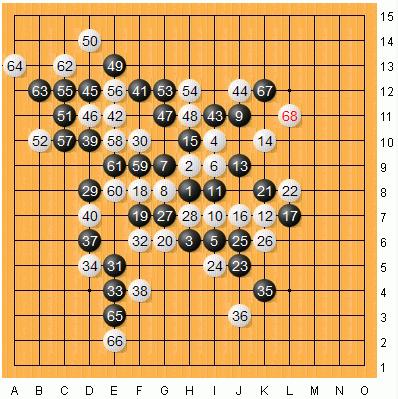 15
50 14
64 62 49 13
63 55 45 56 41 53 54 44 67 12
51 46 42 47 48 43 9 68 11
52 57 39 58 30 15 4 14 10
61 59 7 2 6 13 9
29 60 18 8 1 11 21 22 8
40 19 27 28 10 16 12 17 7
37 32 20 3 5 25 26 6
34 31 24 23 5
33 38 35 4
65 36 3
66 2
1
A B C D E F G H I J K L M N O